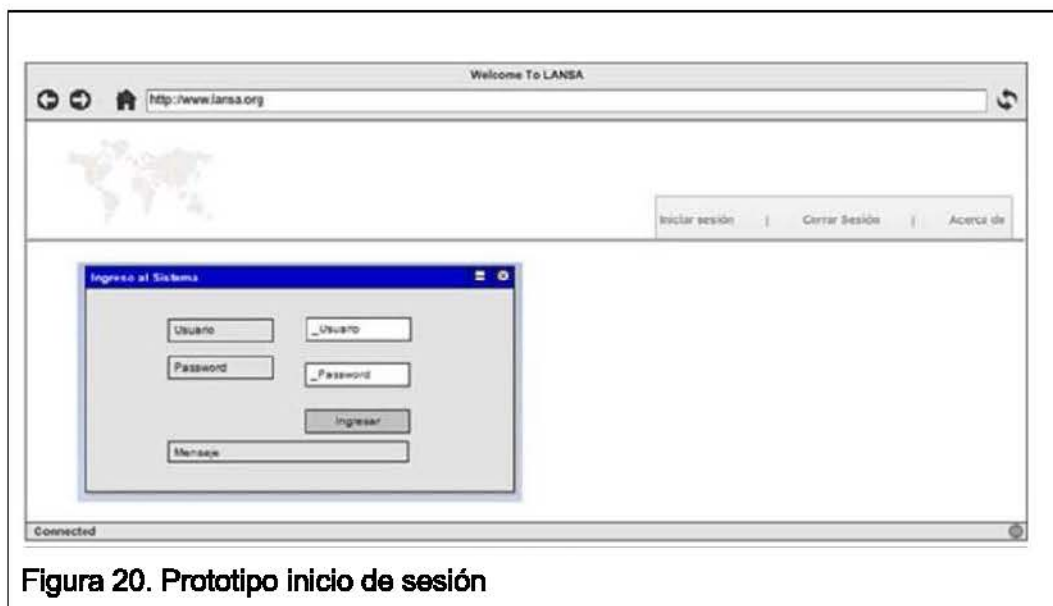 Welcome To LANSA
http://www.lansa.org
Iniciar sesión | Cerrar Sesión | Acerca de
Ingreso al Sistema
Usuario _Usuario
Password _Password
Ingresar
Mensaje
Connected
Figura 20. Prototipo inicio de sesión